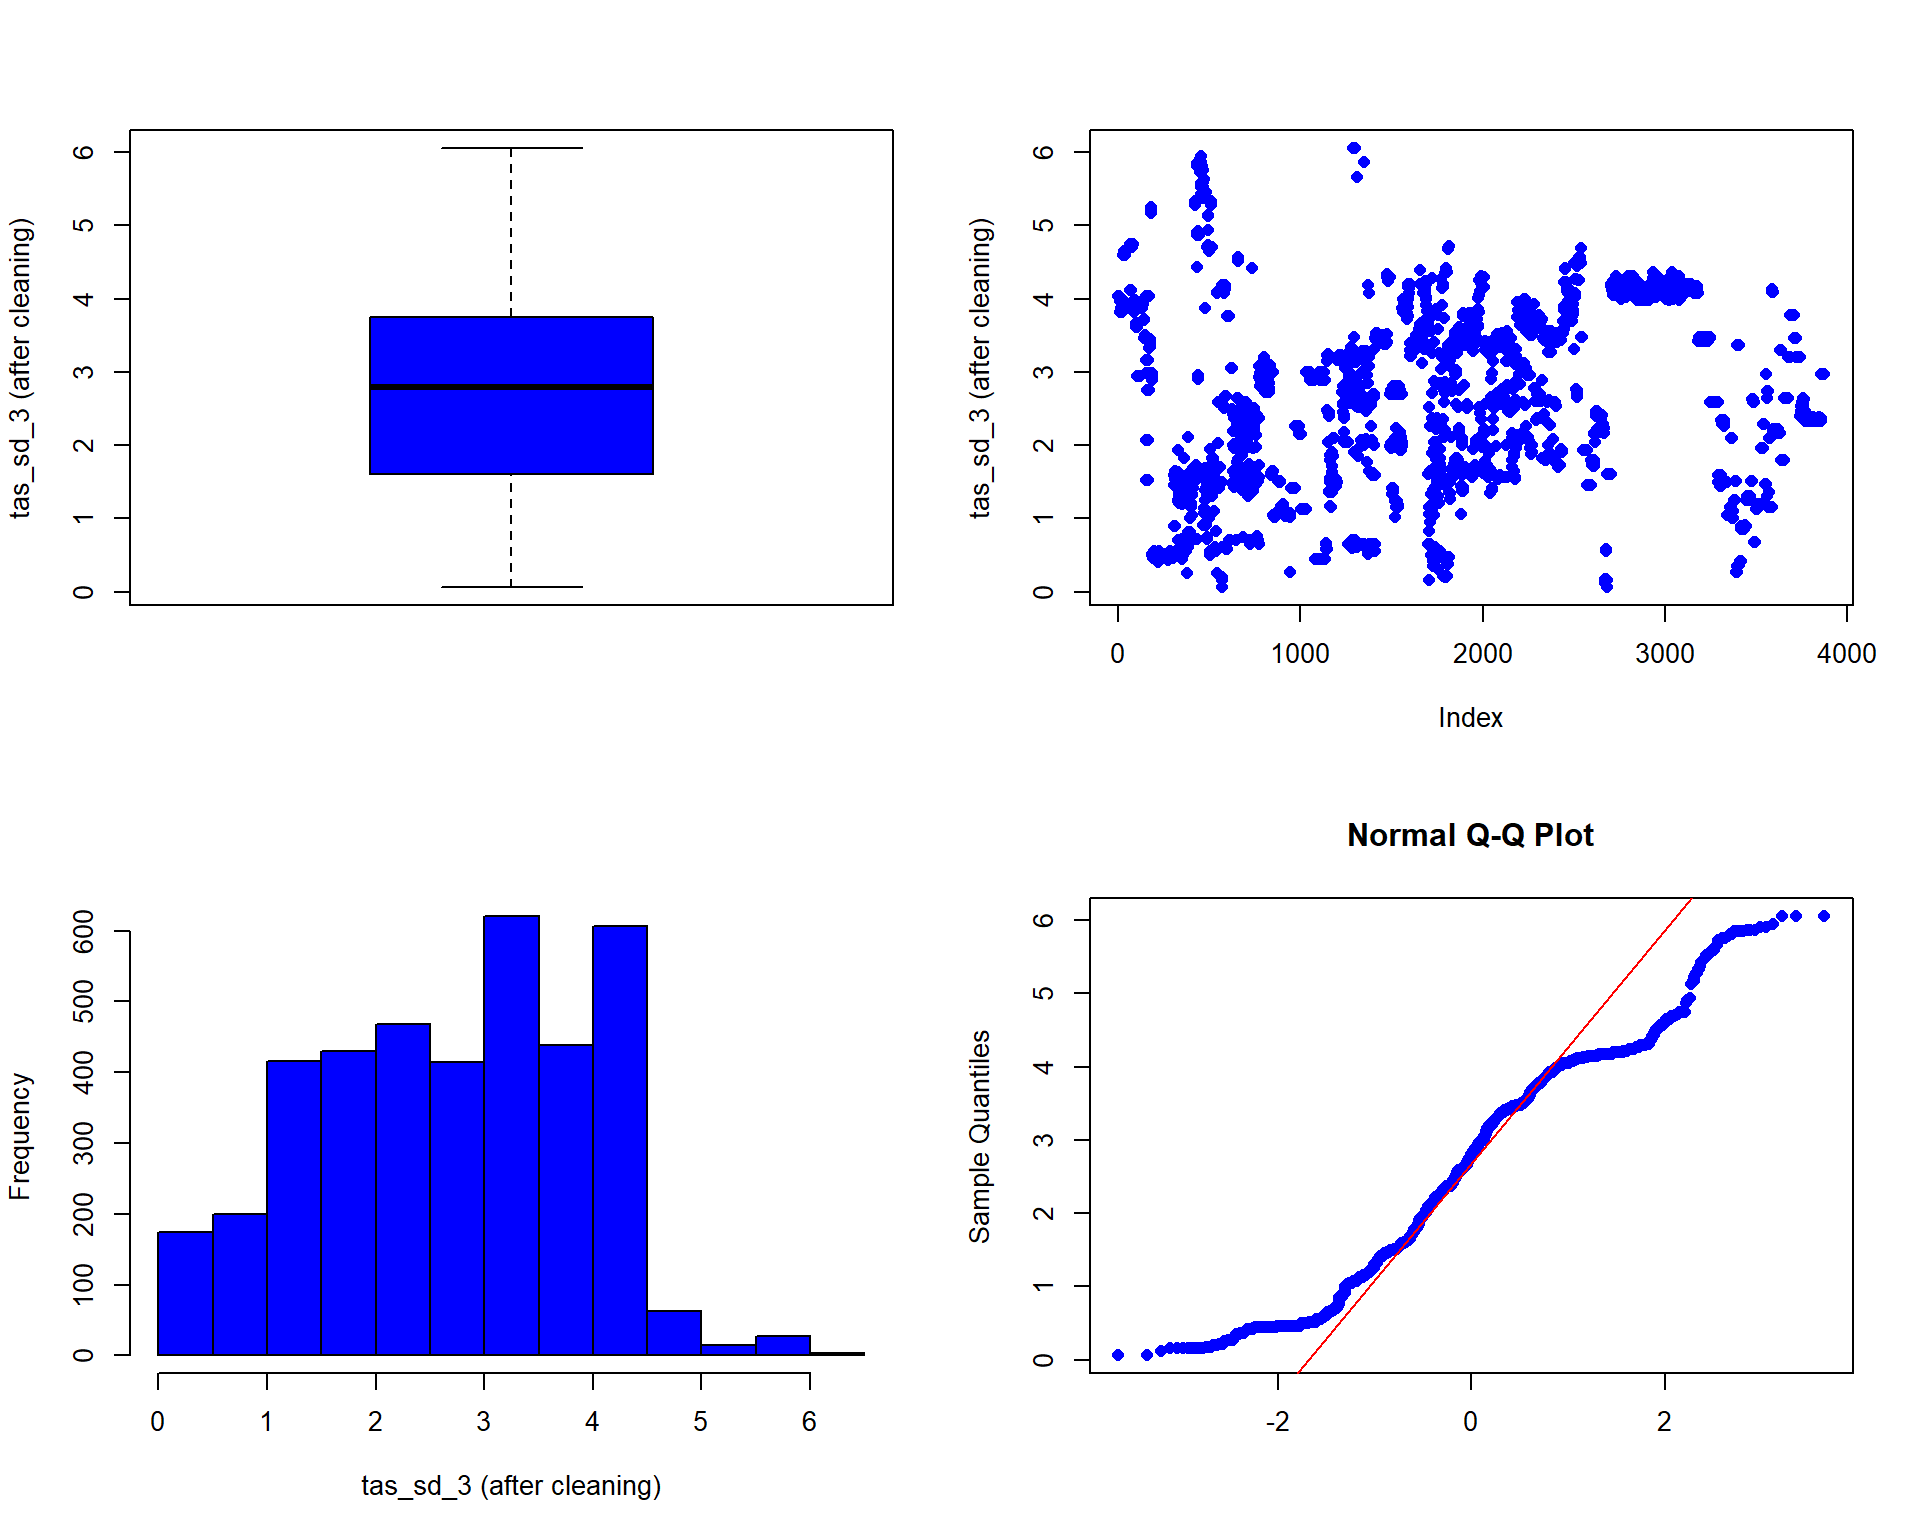 tas_sd_3 (after cleaning)
6
5
4
3
2
1
0
tas_sd_3 (after cleaning)
6
5
4
3
2
1
0
0 1000 2000 3000 4000
Index
Frequency
600
500
400
300
200
100
0
0 1 2 3 4 5 6
tas_sd_3 (after cleaning)
Normal Q-Q Plot
Sample Quantiles
6
5
4
3
2
1
0
-2 0 2